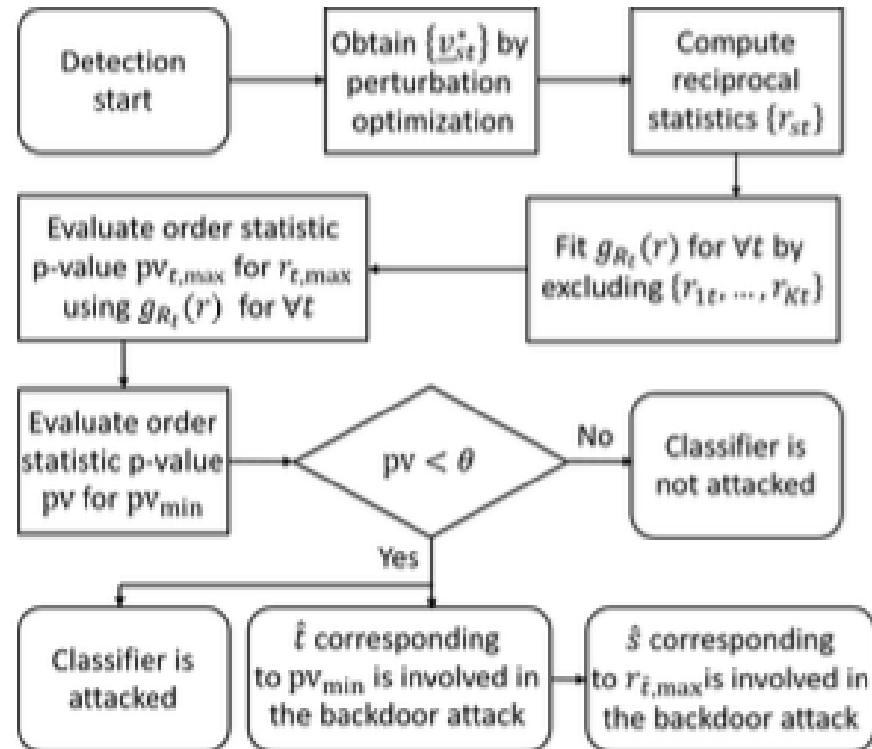 Detection
start
Obtain {v*st} by
perturbation
optimization
Compute
reciprocal
statistics {rst}
Evaluate order statistic
p-value pvt,max for rt,max
using gRt(r) for ∀t
Fit gRt(r) for ∀t by
excluding {r1t, ..., rKt}
Evaluate order
statistic p-value
pv for pvmin
pv < θ
No
Classifier is
not attacked
Yes
Classifier is
attacked
t̂ corresponding
to pvmin is involved in
the backdoor attack
ŝ corresponding
to rt̂,max is involved in
the backdoor attack